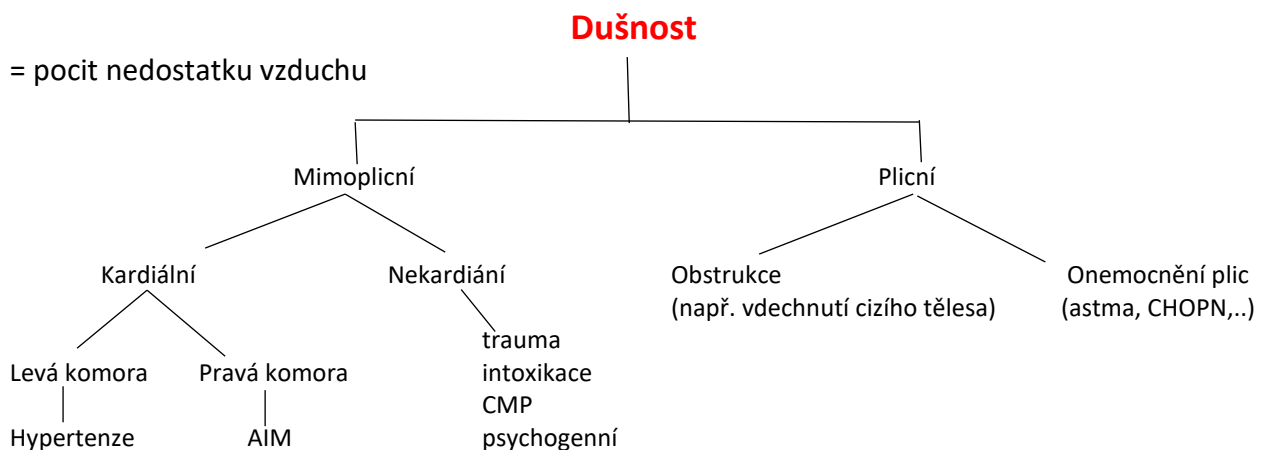 Dušnost
= pocit nedostatku vzduchu
Mimoplicní
Plicní
Kardiální
Nekardiání
Obstrukce
(např. vdechnutí cizího tělesa)
Onemocnění plic
(astma, CHOPN,..)
Levá komora
Pravá komora
trauma
intoxikace
CMP
psychogenní
Hypertenze
AIM